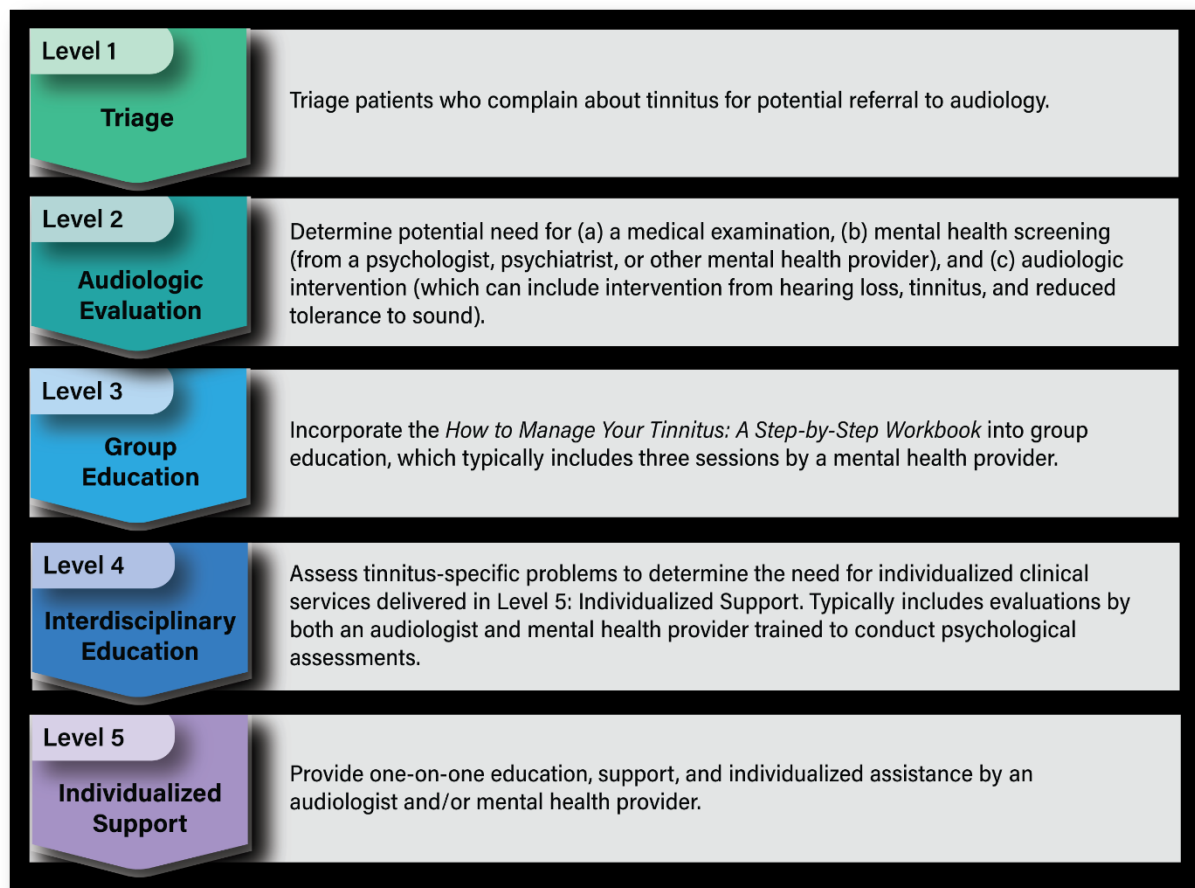 Level 1
Triage
Triage patients who complain about tinnitus for potential referral to audiology.
Level 2
Audiologic
Evaluation
Determine potential need for (a) a medical examination, (b) mental health screening
(from a psychologist, psychiatrist, or other mental health provider), and (c) audiologic
intervention (which can include intervention from hearing loss, tinnitus, and reduced
tolerance to sound).
Level 3
Group
Education
Incorporate the How to Manage Your Tinnitus: A Step-by-Step Workbook into group
education, which typically includes three sessions by a mental health provider.
Level 4
Interdisciplinary
Education
Assess tinnitus-specific problems to determine the need for individualized clinical
services delivered in Level 5: Individualized Support. Typically includes evaluations by
both an audiologist and mental health provider trained to conduct psychological
assessments.
Level 5
Individualized
Support
Provide one-on-one education, support, and individualized assistance by an
audiologist and/or mental health provider.